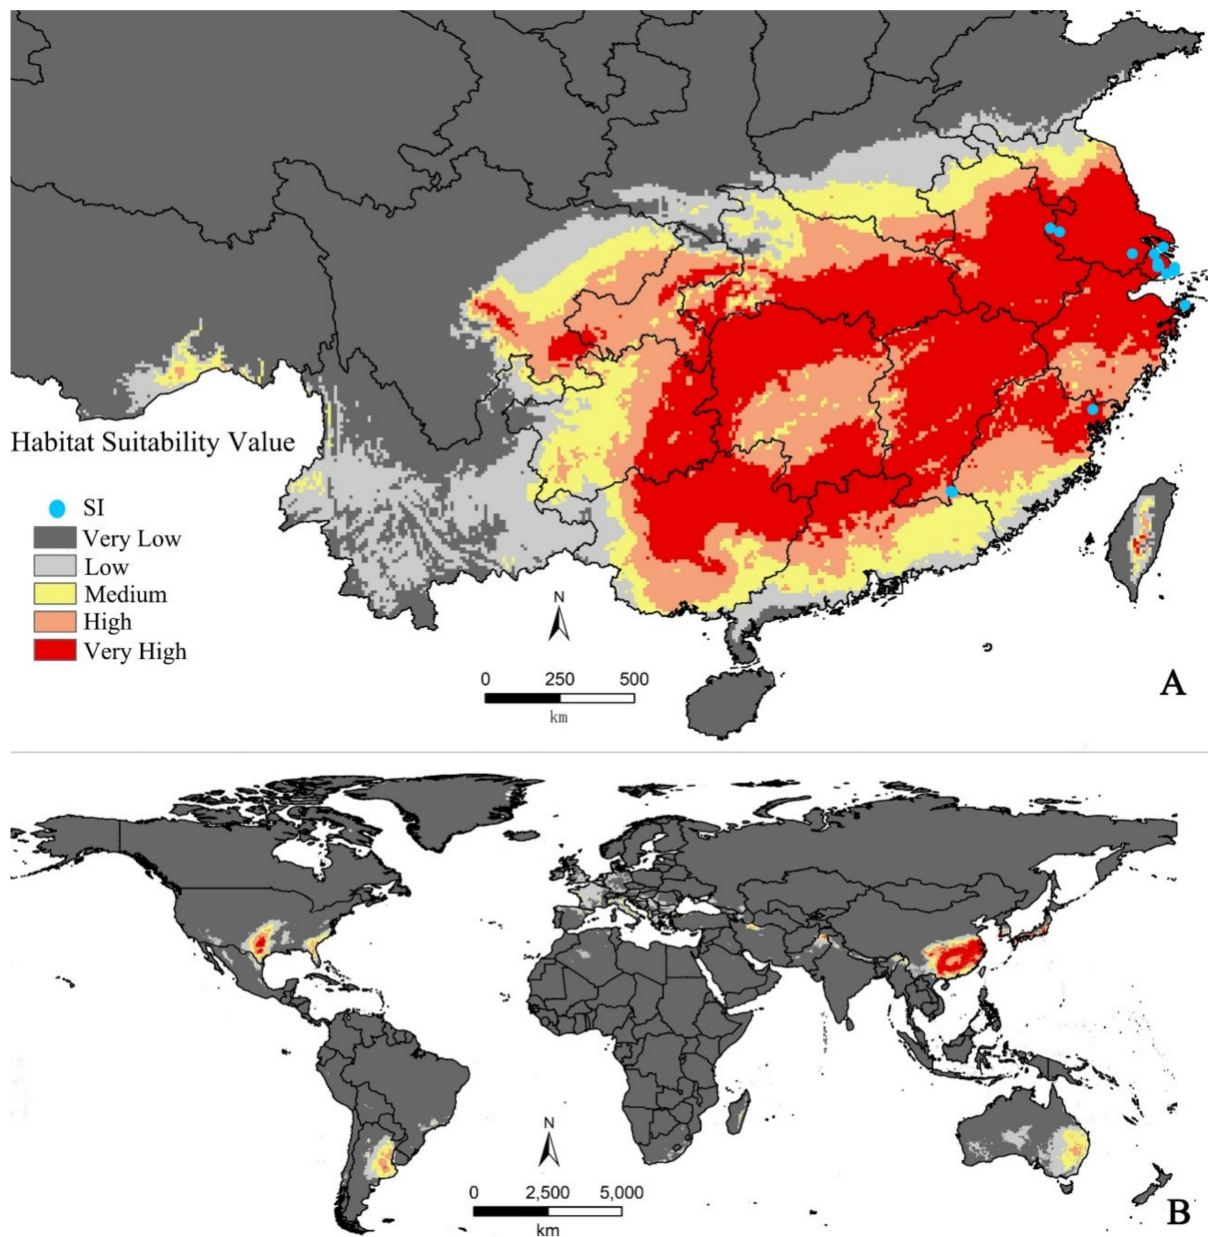 Habitat Suitability Value
SI
Very Low
Low
Medium
High
Very High
N
0 250 500
km
A
N
0 2,500 5,000
km
B